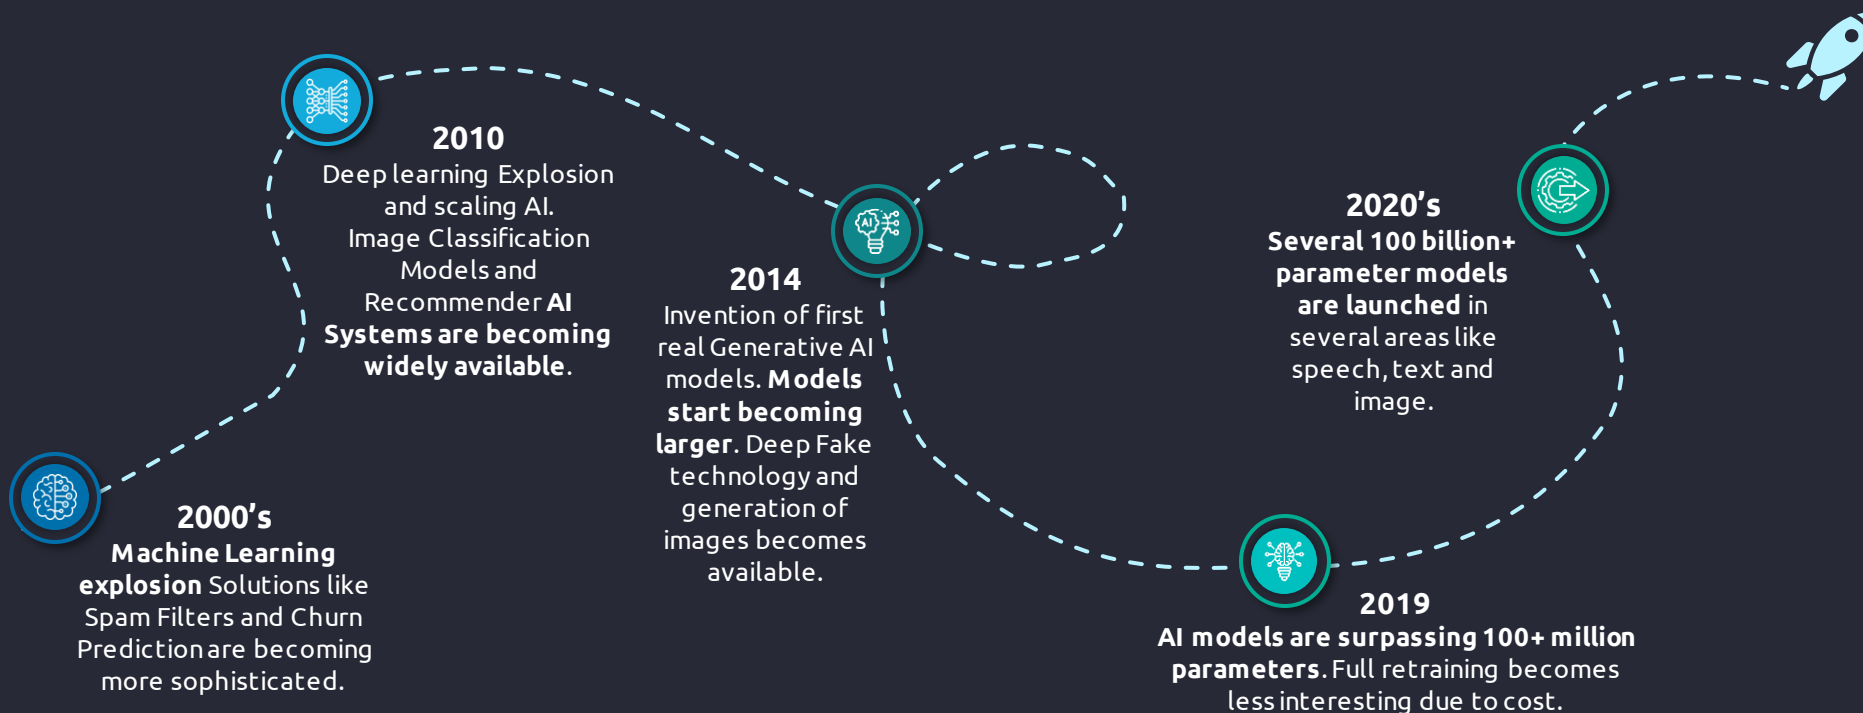 2010
Deep learning Explosion
and scaling AI.
Image Classification
Models and
Recommender AI
Systems are becoming
widely available.
2000’s
Machine Learning
explosion Solutions like
Spam Filters and Churn
Prediction are becoming
more sophisticated.
AI
2014
Invention of first
real Generative AI
models. Models
start becoming
larger. Deep Fake
technology and
generation of
images becomes
available.
2020’s
Several 100 billion+
parameter models
are launched in
several areas like
speech, text and
image.
2019
AI models are surpassing 100+ million
parameters. Full retraining becomes
less interesting due to cost.